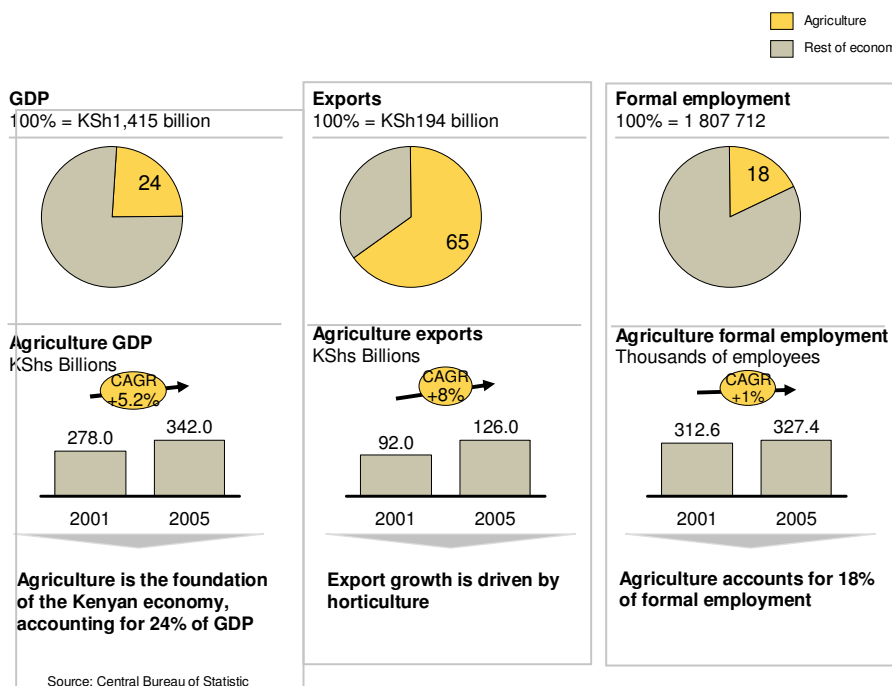 Agriculture
Rest of econom
GDP
100% = KSh1,415 billion
24
Agriculture GDP
KShs Billions
CAGR
+5.2%
278.0
342.0
2001
2005
Agriculture is the foundation
of the Kenyan economy,
accounting for 24% of GDP
Source: Central Bureau of Statistic
Exports
100% = KSh194 billion
65
Agriculture exports
KShs Billions
CAGR
+8%
92.0
126.0
2001
2005
Export growth is driven by
horticulture
Formal employment
100% = 1 807 712
18
Agriculture formal employment
Thousands of employees
CAGR
+1%
312.6
327.4
2001
2005
Agriculture accounts for 18%
of formal employment